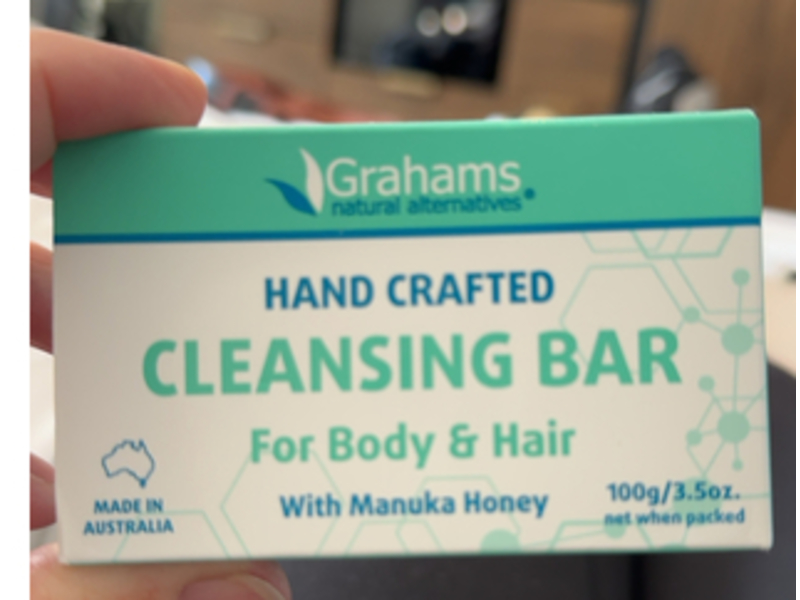 Grahams
natural alternatives
HAND CRAFTED
CLEANSING BAR
For Body & Hair
With Manuka Honey
MADE IN
AUSTRALIA
100g/3.5oz.
net when packed